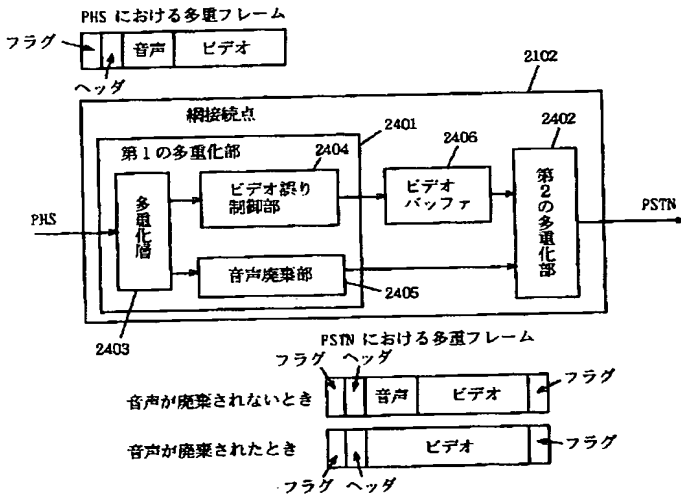 PHS における多重フレーム
フラグ
音声
ビデオ
ヘッダ
2102
網接続点
2401
2402
第1の多重化部
2404
2406
PHS
多重化層
ビデオ誤り
制御部
ビデオ
バッファ
第2の多重化部
PSTN
音声廃棄部
2405
2403
PSTN における多重フレーム
フラグ
ヘッダ
音声が廃棄されないとき
音声
ビデオ
フラグ
音声が廃棄されたとき
ビデオ
フラグ
フラグ
ヘッダ